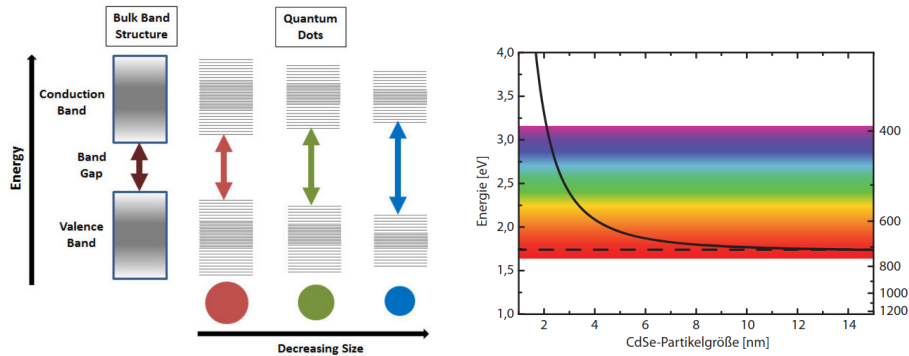 Bulk Band
Structure
Quantum
Dots
Energy
Conduction
Band
Band
Gap
Valence
Band
Decreasing Size
Energie [eV]
4,0
3,5
3,0
2,5
2,0
1,5
1,0
400
600
800
1000
1200
2 4 6 8 10 12 14
CdSe-Partikelgröße [nm]